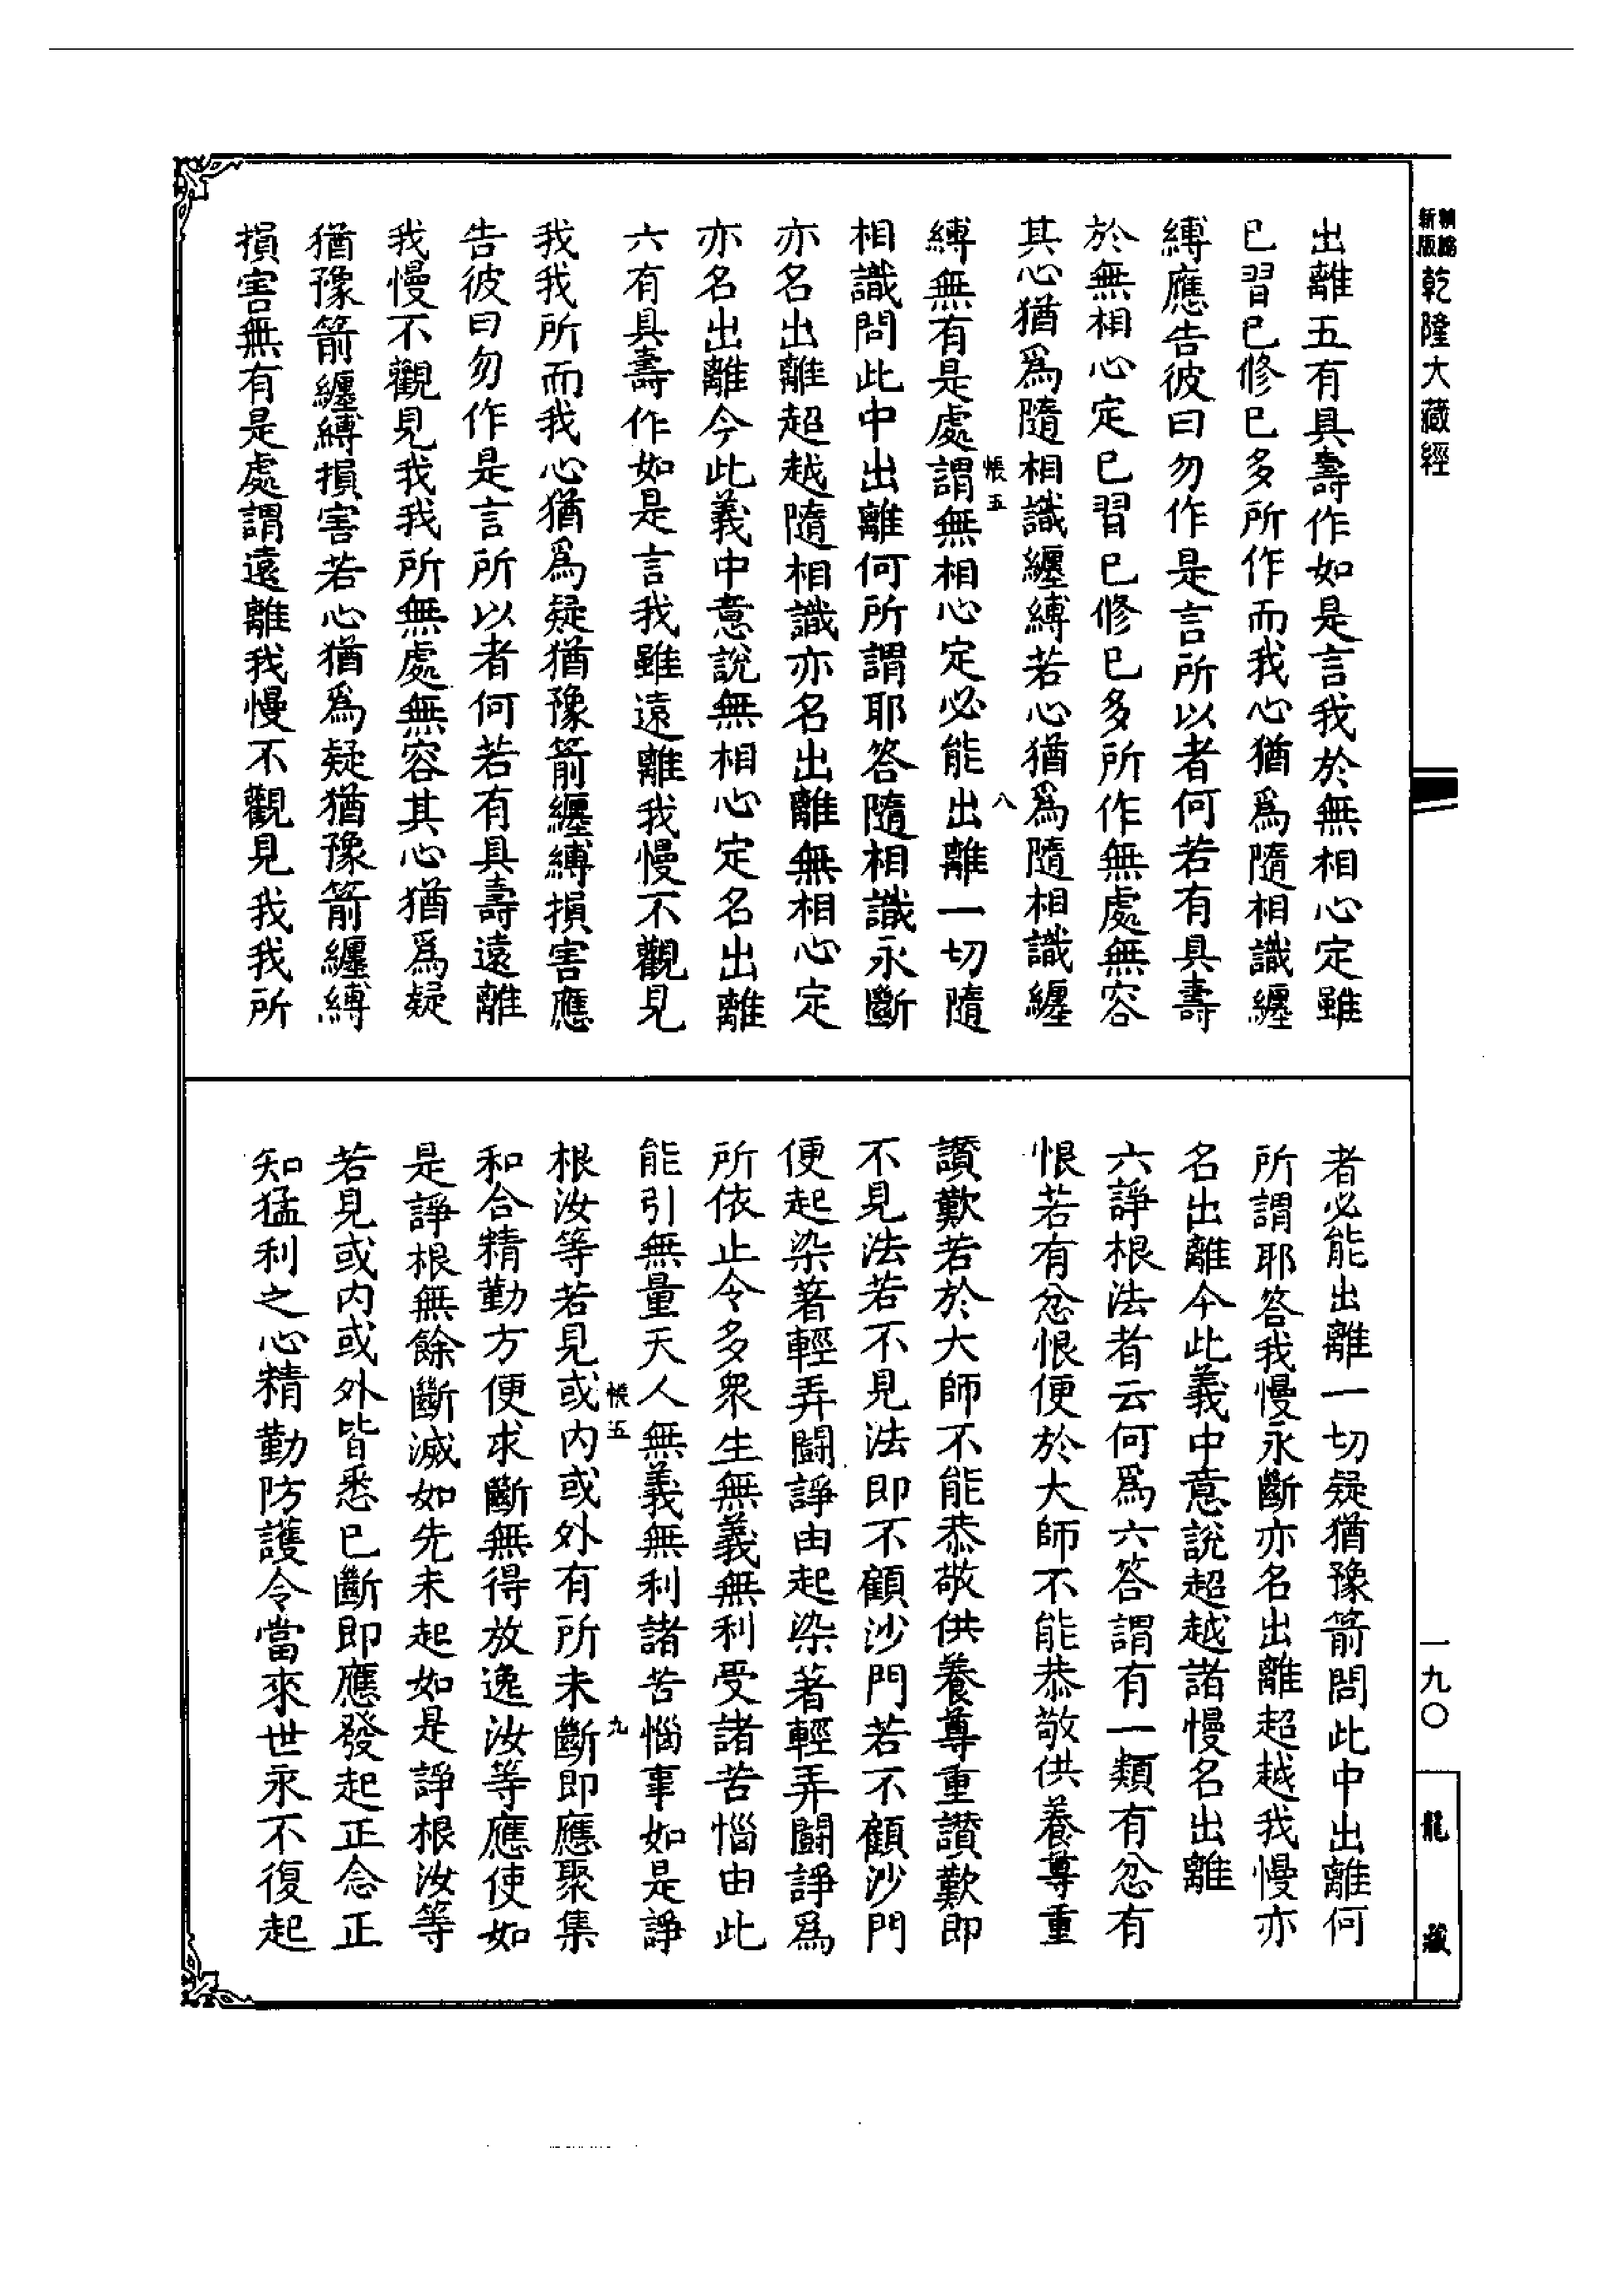 新版
精縮
乾隆大藏經
出離五有具壽作如是言我於無相心定雖
已習已修已多所作而我心猶爲隨相識纏
縛應告彼曰勿作是言所以者何若有具壽
於無相心定已習已修已多所作無處無容
其心猶爲隨相識纏縛若心猶爲隨相識纏
帳五
八
縛無有是處謂無相心定必能出離一切隨
相識問此中出離何所謂耶答隨相識永斷
亦名出離超越隨相識亦名出離無相心定
亦名出離今此義中意說無相心定名出離
六有具壽作如是言我雖遠離我慢不觀見
我我所而我心猶爲疑猶豫箭纏縛損害應
告彼曰勿作是言所以者何若有具壽遠離
我慢不觀見我我所無處無容其心猶爲疑
猶豫箭纏縛損害若心猶爲疑猶豫箭纏縛
損害無有是處謂遠離我慢不觀見我我所
者必能出離一切疑猶豫箭問此中出離何
所謂耶答我慢永斷亦名出離超越我慢亦
名出離今此義中意說超越諸慢名出離
六諍根法者云何爲六答謂有一類有忿有
恨若有忿恨便於大師不能恭敬供養尊重
讚歎若於大師不能恭敬供養尊重讚歎即
不見法若不見法即不顧沙門若不顧沙門
便起染著輕弄鬪諍由起染著輕弄鬪諍爲
所依止令多衆生無義無利受諸苦惱由此
能引無量天人無義無利諸苦惱事如是諍
帳五
九
根汝等若見或內或外有所未斷即應聚集
和合精勤方便求斷無得放逸汝等應使如
是諍根無餘斷滅如先未起如是諍根汝等
若見或內或外皆悉已斷即應發起正念正
知猛利之心精勤防護令當來世永不復起
一九〇
龍藏